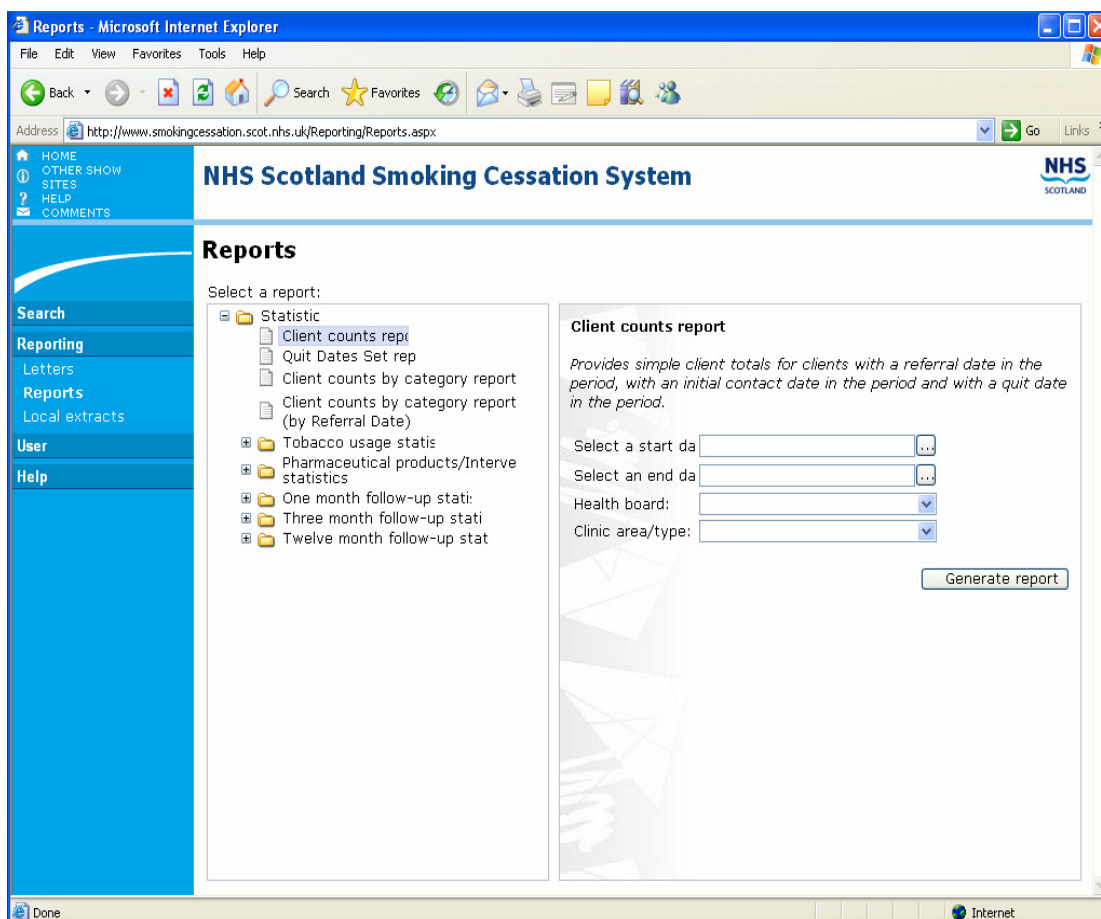 Reports - Microsoft Internet Explorer
File Edit View Favorites Tools Help
Back Search Favorites
Address http://www.smokingcessation.scot.nhs.uk/Reporting/Reports.aspx Go Links
HOME
OTHER SHOW
SITES
HELP
COMMENTS
NHS Scotland Smoking Cessation System
NHS
SCOTLAND
Search
Reporting
Letters
Reports
Local extracts
User
Help
Reports
Select a report:
Statistic
Client counts repo
Quit Dates Set rep
Client counts by category report
Client counts by category report
(by Referral Date)
Tobacco usage statis
Pharmaceutical products/Interve
statistics
One month follow-up stati
Three month follow-up stati
Twelve month follow-up stat
Client counts report
Provides simple client totals for clients with a referral date in the
period, with an initial contact date in the period and with a quit date
in the period.
Select a start da ...
Select an end da ...
Health board:
Clinic area/type:
Generate report
Done Internet